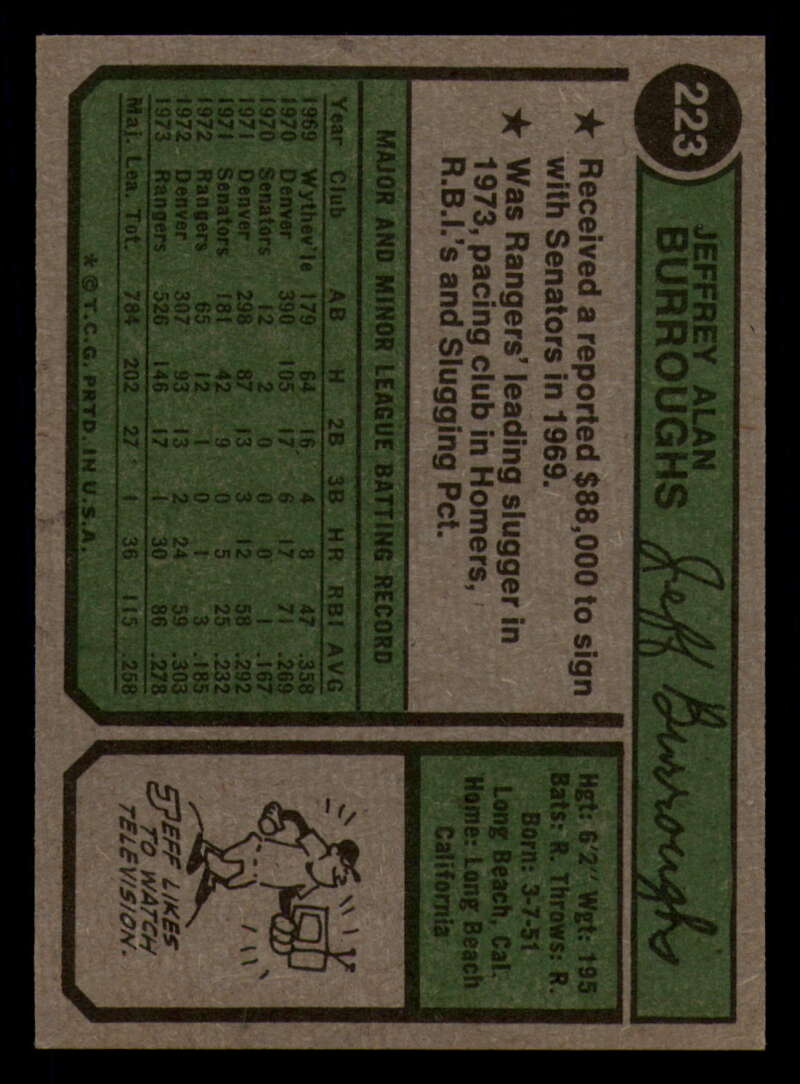 223
JEFFREY ALAN
BURROUGHS
Jeff Burroughs
★ Received a reported $88,000 to sign
with Senators in 1969.
★ Was Rangers' leading slugger in
1973, pacing club in Homers,
R.B.I.'s and Slugging Pct.
MAJOR AND MINOR LEAGUE BATTING RECORD
Year Club AB H 2B 3B HR RBI AVG
1969 Wythev'le 179 64 16 4 8 47 .358
1970 Denver 390 105 17 6 17 71 .269
1970 Senators 12 2 0 0 0 1 .167
1971 Denver 298 87 13 3 12 58 .292
1971 Senators 181 42 9 0 5 25 .232
1972 Rangers 65 12 1 0 1 3 .185
1972 Denver 307 93 13 2 24 59 .303
1973 Rangers 526 146 17 1 30 86 .278
Maj. Lea. Tot. 784 202 27 1 36 115 .258
* © T.C.G. PRTD. IN U.S.A.
Hgt: 6'2" Wgt: 195
Bats: R. Throws: R.
Born: 3-7-51
Long Beach, Cal.
Home: Long Beach
California
JEFF LIKES
TO WATCH
TELEVISION.